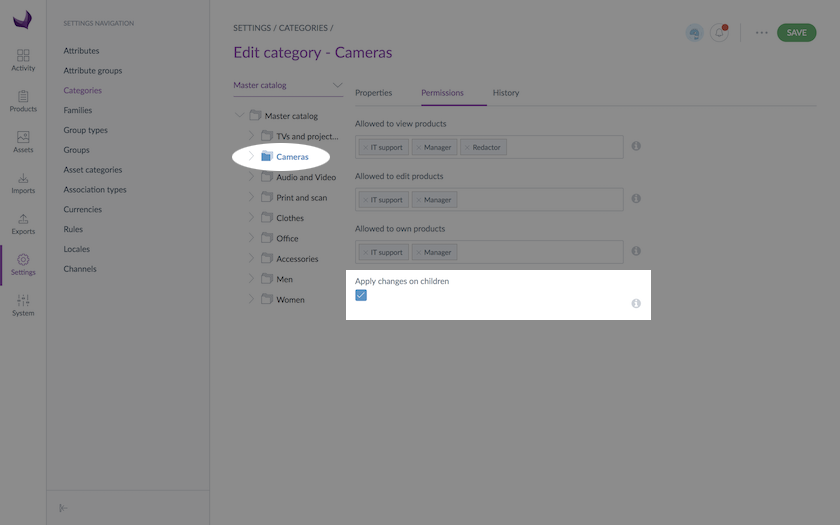 Activity
Products
Assets
Imports
Exports
Settings
System
SETTINGS NAVIGATION
Attributes
Attribute groups
Categories
Families
Group types
Groups
Asset categories
Association types
Currencies
Rules
Locales
Channels
SETTINGS / CATEGORIES /
Edit category - Cameras
SAVE
Master catalog
Master catalog
TVs and project...
Cameras
Audio and Video
Print and scan
Clothes
Office
Accessories
Men
Women
Properties Permissions History
Allowed to view products
× IT support × Manager × Redactor
Allowed to edit products
× IT support × Manager
Allowed to own products
× IT support × Manager
Apply changes on children